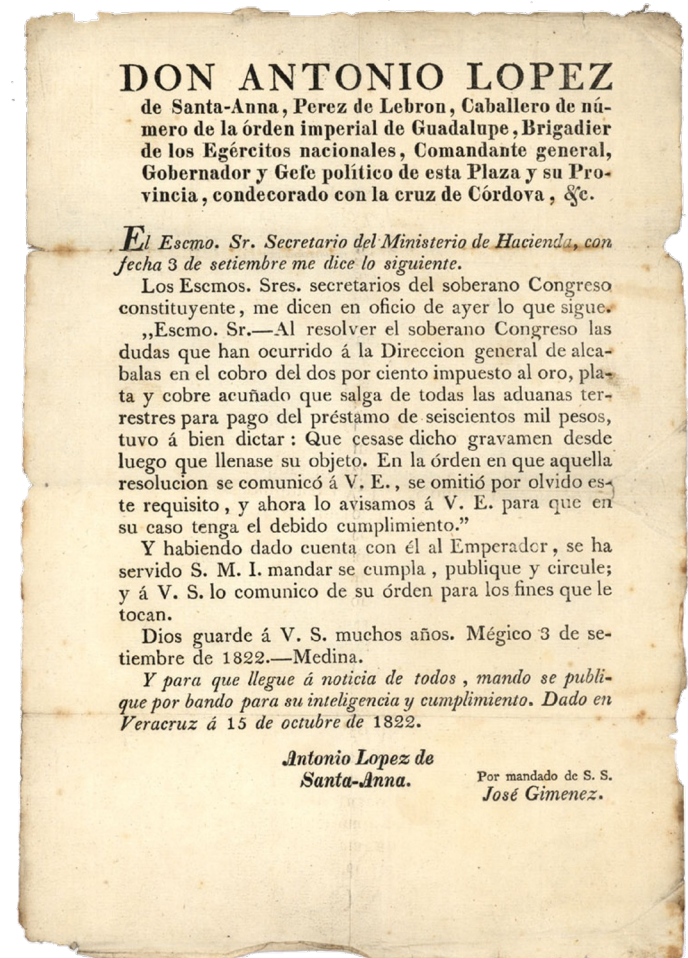 DON ANTONIO LOPEZ
de Santa-Anna, Perez de Lebron, Caballero de nú-
mero de la órden imperial de Guadalupe, Brigadier
de los Egércitos nacionales, Comandante general,
Gobernador y Gefe político de esta Plaza y su Pro-
vincia, condecorado con la cruz de Córdova, &c.
El Escmo. Sr. Secretario del Ministerio de Hacienda, con
fecha 3 de setiembre me dice lo siguiente.
Los Escmos. Sres. secretarios del soberano Congreso
constituyente, me dicen en oficio de ayer lo que sigue.
,,Escmo. Sr.—Al resolver el soberano Congreso las
dudas que han ocurrido á la Direccion general de alca-
balas en el cobro del dos por ciento impuesto al oro, pla-
ta y cobre acuñado que salga de todas las aduanas ter-
restres para pago del préstamo de seiscientos mil pesos,
tuvo á bien dictar: Que cesase dicho gravamen desde
luego que llenase su objeto. En la órden en que aquella
resolucion se comunicó á V. E., se omitió por olvido es-
te requisito, y ahora lo avisamos á V. E. para que en
su caso tenga el debido cumplimiento.”
Y habiendo dado cuenta con él al Emperador, se ha
servido S. M. I. mandar se cumpla, publique y circule;
y á V. S. lo comunico de su órden para los fines que le
tocan.
Dios guarde á V. S. muchos años. Mégico 3 de se-
tiembre de 1822.—Medina.
Y para que llegue á noticia de todos, mando se publi-
que por bando para su inteligencia y cumplimiento. Dado en
Veracruz á 15 de octubre de 1822.
Antonio Lopez de
Santa-Anna.
Por mandado de S. S.
José Gimenez.